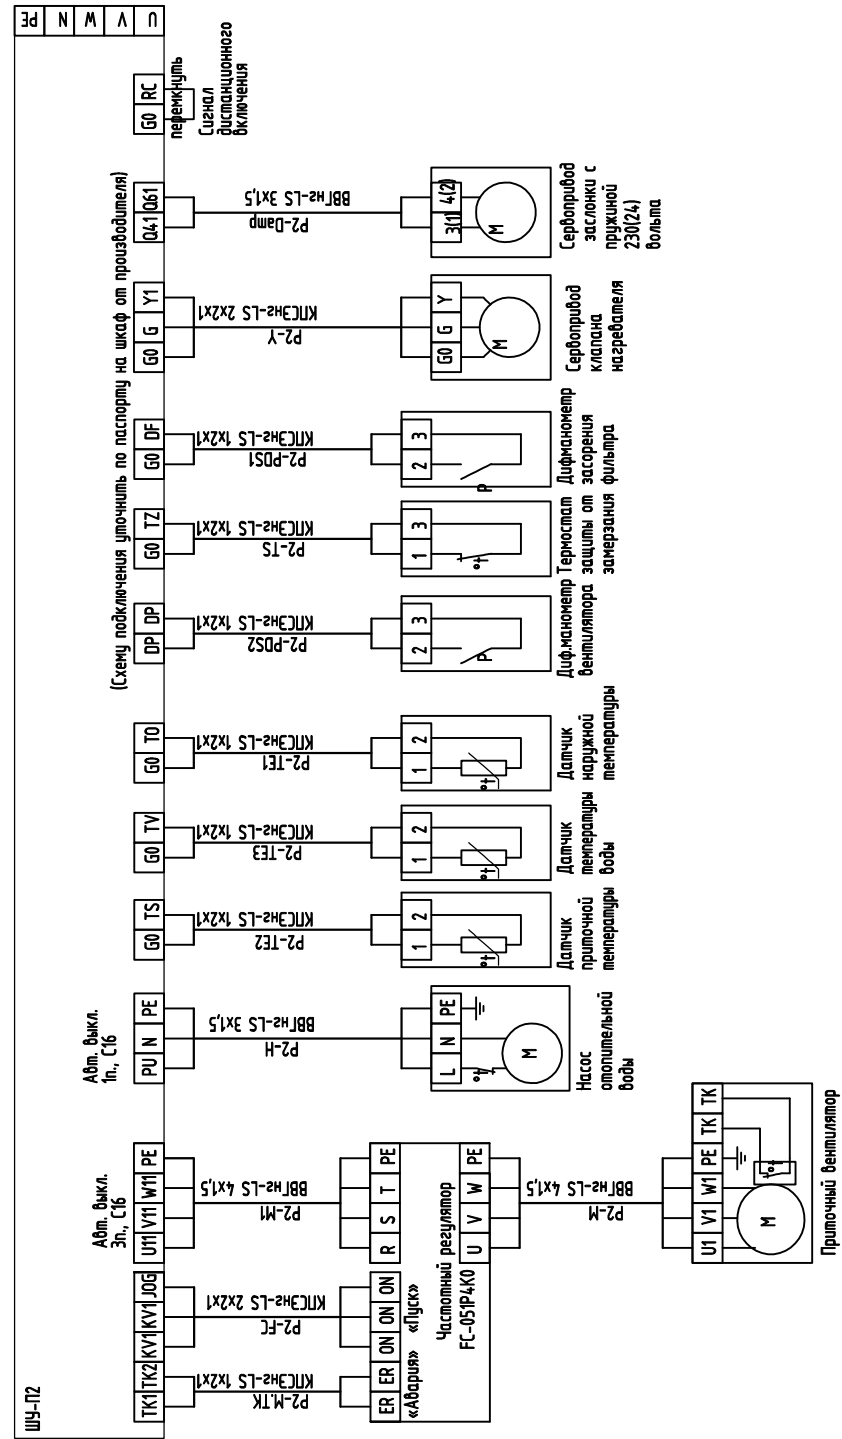 ШУ-П2
TK1 TK2 KV1 KV1 JOG
U11 V11 W11 PE
PU N PE
G0 TS
G0 TV
G0 TO
DP DP
G0 TZ
G0 DF
G0 G Y1
Q41 Q61
G0 RC
U V W N PE
(Схему подключения уточнить по паспорту на шкаф от производителя)
Авт. выкл.
3п., С16
Авт. выкл.
1п., С16
перемкнуть
Сигнал
дистанционного
включения
P2-M.TK
КПСЭнг-LS 1х2х1
ER ER
«Авария»
P2-FC
КПСЭнг-LS 2х2х1
ON ON ON
«Пуск»
P2-M1
ВВГнг-LS 4х1,5
R S T PE
Частотный регулятор
FC-051P4K0
U V W PE
P2-M
ВВГнг-LS 4х1,5
U1 V1 W1 PE TK TK
M
t°
Приточный вентилятор
P2-H
ВВГнг-LS 3х1,5
L N PE
t°
M
Насос
отопительной
воды
P2-TE2
КПСЭнг-LS 1х2х1
1 2
t°
Датчик
приточной
температуры
P2-TE3
КПСЭнг-LS 1х2х1
1 2
t°
Датчик
температуры
воды
P2-TE1
КПСЭнг-LS 1х2х1
1 2
t°
Датчик
наружной
температуры
P2-PDS2
КПСЭнг-LS 1х2х1
2 3
P
Диф.манометр
вентилятора
P2-TS
КПСЭнг-LS 1х2х1
1 3
t°
Термостат
защиты от
замерзания
P2-PDS1
КПСЭнг-LS 1х2х1
2 3
P
Дифманометр
засорения
фильтра
P2-Y
КПСЭнг-LS 2х2х1
G0 G Y
M
Сервопривод
клапана
нагревателя
P2-Damp
ВВГнг-LS 3х1,5
3(1) 4(2)
M
Сервопривод
заслонки с
пружиной
230(24)
вольта